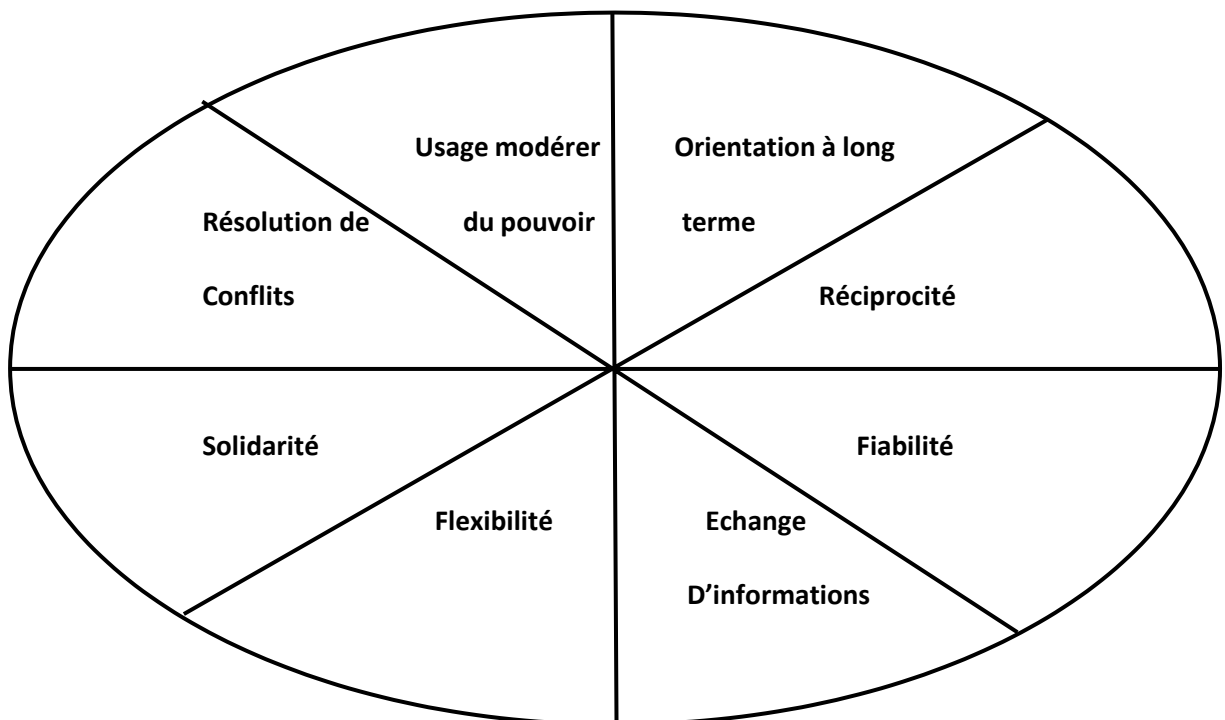 Usage modérer
du pouvoir
Orientation à long
terme
Résolution de
Conflits
Réciprocité
Solidarité
Fiabilité
Flexibilité
Echange
D’informations